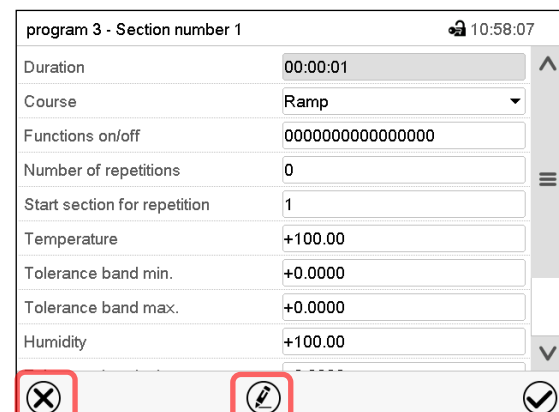 program 3 - Section number 1 10:58:07
Duration 00:00:01
Course Ramp
Functions on/off 0000000000000000
Number of repetitions 0
Start section for repetition 1
Temperature +100.00
Tolerance band min. +0.0000
Tolerance band max. +0.0000
Humidity +100.00